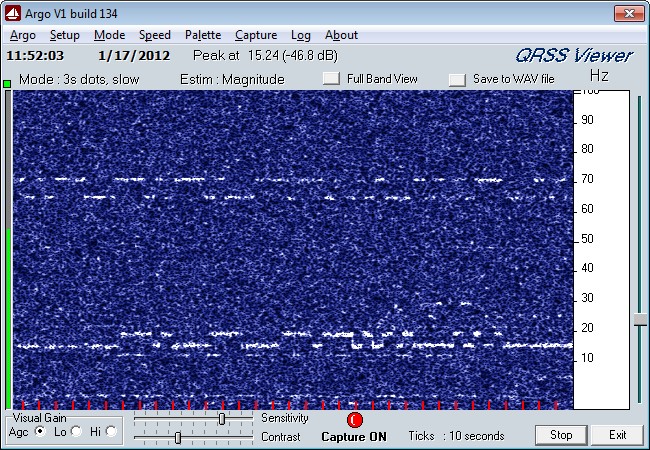 Argo V1 build 134
Argo Setup Mode Speed Palette Capture Log About
11:52:03 1/17/2012 Peak at 15.24 (-46.8 dB) QRSS Viewer
Mode : 3s dots, slow Estim : Magnitude Full Band View Save to WAV file Hz
100
90
80
70
60
50
40
30
20
10
Visual Gain
Agc Lo Hi
Sensitivity
Contrast
Capture ON
Ticks : 10 seconds
Stop
Exit